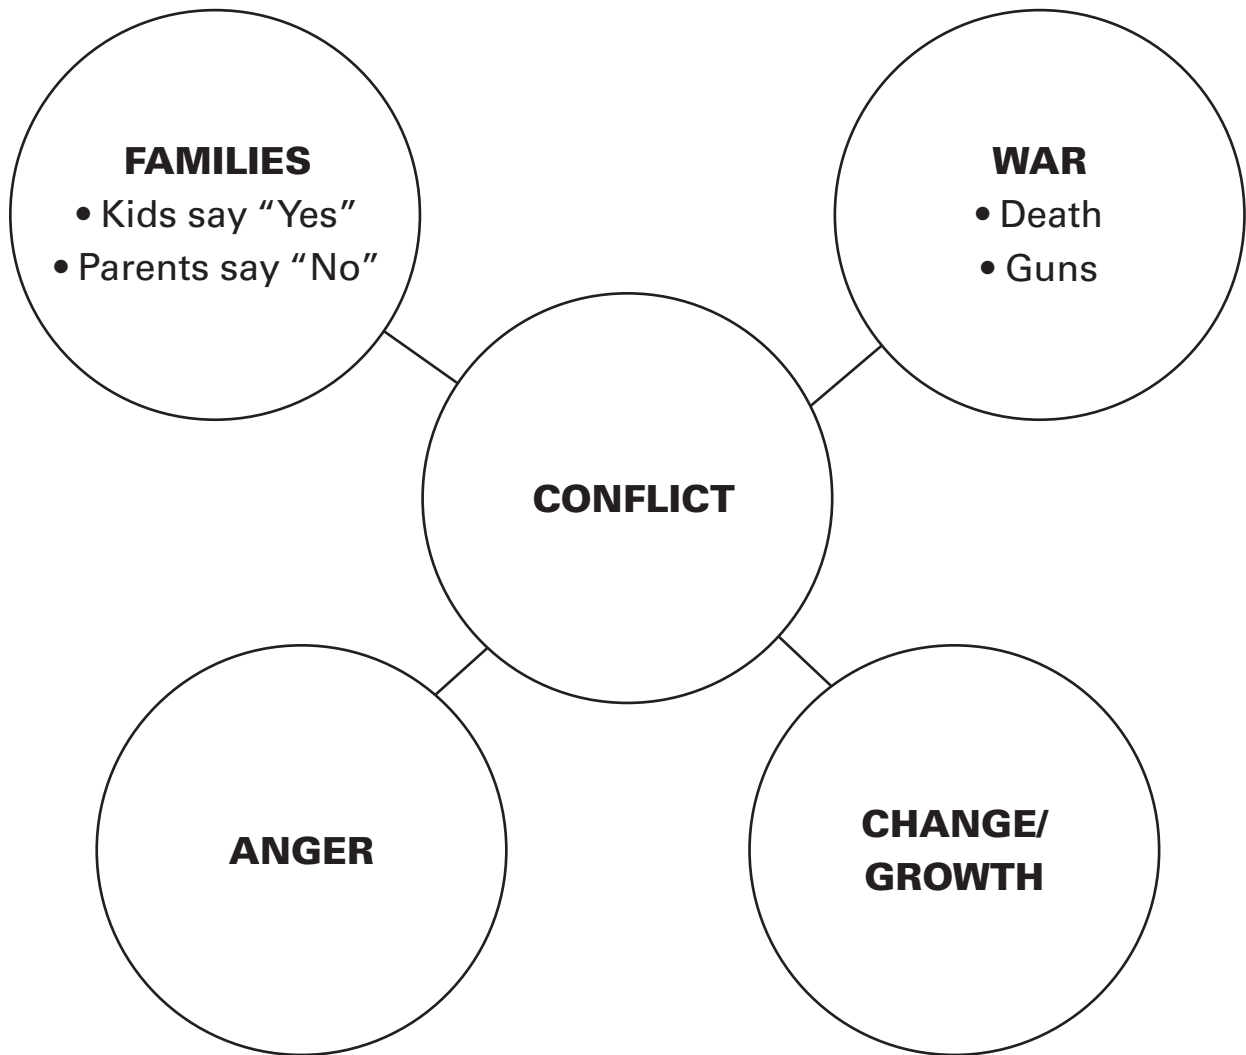 FAMILIES
• Kids say “Yes”
• Parents say “No”
WAR
• Death
• Guns
CONFLICT
ANGER
CHANGE/
GROWTH